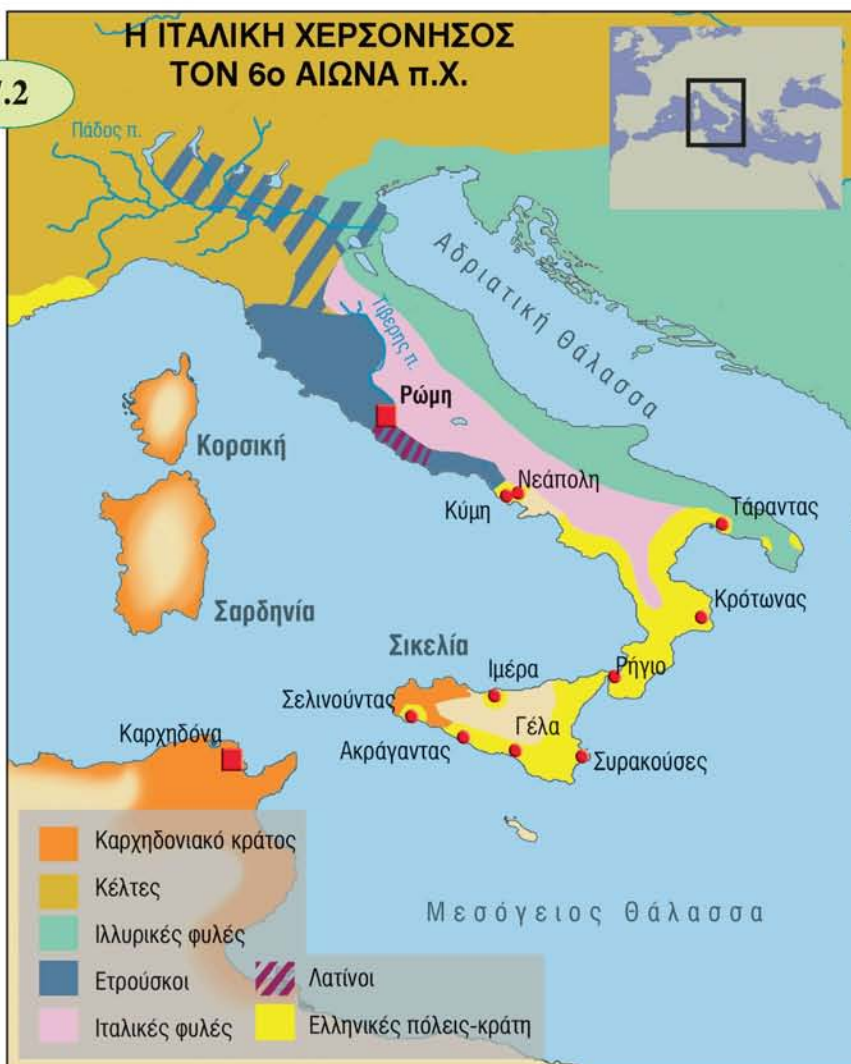 Η ΙΤΑΛΙΚΗ ΧΕΡΣΟΝΗΣΟΣ
ΤΟΝ 6ο ΑΙΩΝΑ π.Χ.
.2
Πάδος π.
Αδριατική Θάλασσα
Τίβερης π.
Ρώμη
Κορσική
Νεάπολη
Κύμη
Τάραντας
Σαρδηνία
Κρότωνας
Σικελία
Ιμέρα
Ρήγιο
Σελινούντας
Γέλα
Καρχηδόνα
Ακράγαντας
Συρακούσες
Καρχηδονιακό κράτος
Κέλτες
Μεσόγειος Θάλασσα
Ιλλυρικές φυλές
Ετρούσκοι
Λατίνοι
Ιταλικές φυλές
Ελληνικές πόλεις-κράτη